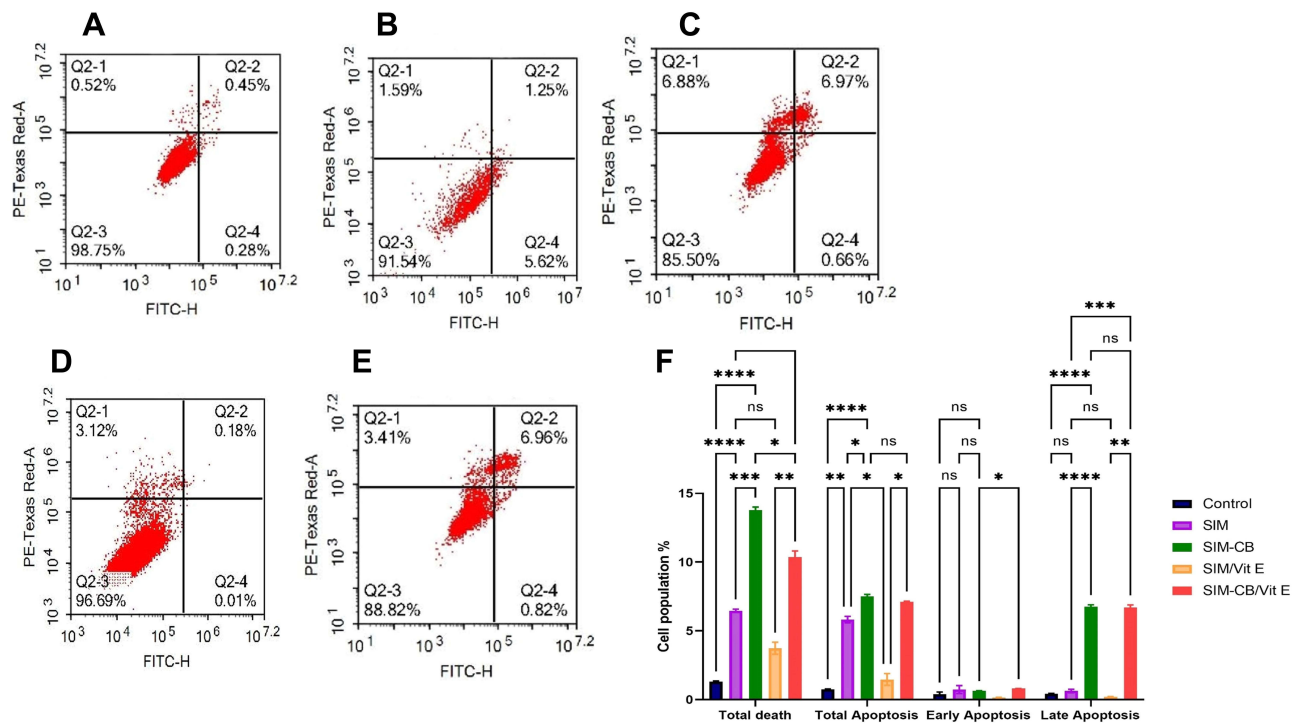 A
Q2-1
0.52%
Q2-2
0.45%
Q2-3
98.75%
Q2-4
0.28%
PE-Texas Red-A
10 1
10 3
10 5
10 7.2
10 1
10 3
10 5
10 7.2
FITC-H
B
Q2-1
1.59%
Q2-2
1.25%
Q2-3
91.54%
Q2-4
5.62%
PE-Texas Red-A
10 3
10 4
10 5
10 6
10 7.2
10 3
10 4
10 5
10 6
10 7
FITC-H
C
Q2-1
6.88%
Q2-2
6.97%
Q2-3
85.50%
Q2-4
0.66%
PE-Texas Red-A
10 1
10 3
10 5
10 7.2
10 1
10 3
10 5
10 7.2
FITC-H
D
Q2-1
3.12%
Q2-2
0.18%
Q2-3
96.69%
Q2-4
0.01%
PE-Texas Red-A
10 3
10 4
10 5
10 6
10 7.2
10 3
10 4
10 5
10 6
10 7.2
FITC-H
E
Q2-1
3.41%
Q2-2
6.96%
Q2-3
88.82%
Q2-4
0.82%
PE-Texas Red-A
10 1
10 3
10 5
10 7.2
10 1
10 3
10 5
10 7.2
FITC-H
F
***
ns
**** **** ****
ns ns ns
**** * * ns ns ns **
*** ** ** * * * * ****
15
10
5
0
Cell population %
Total death Total Apoptosis Early Apoptosis Late Apoptosis
Control
SIM
SIM-CB
SIM/Vit E
SIM-CB/Vit E